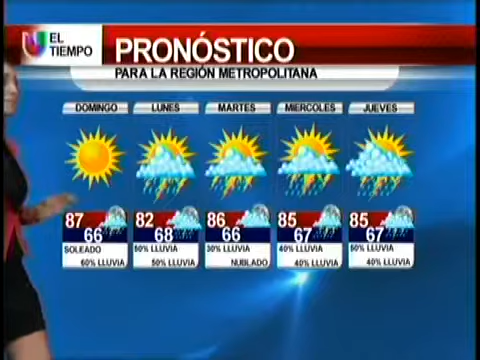 EL
TIEMPO
PRONÓSTICO
PARA LA REGIÓN METROPOLITANA
DOMINGO LUNES MARTES MIERCOLES JUEVES
87 82 86 85 85
66 68 66 67 67
SOLEADO 50% LLUVIA 30% LLUVIA 40% LLUVIA 50% LLUVIA
60% LLUVIA 50% LLUVIA NUBLADO 40% LLUVIA 40% LLUVIA